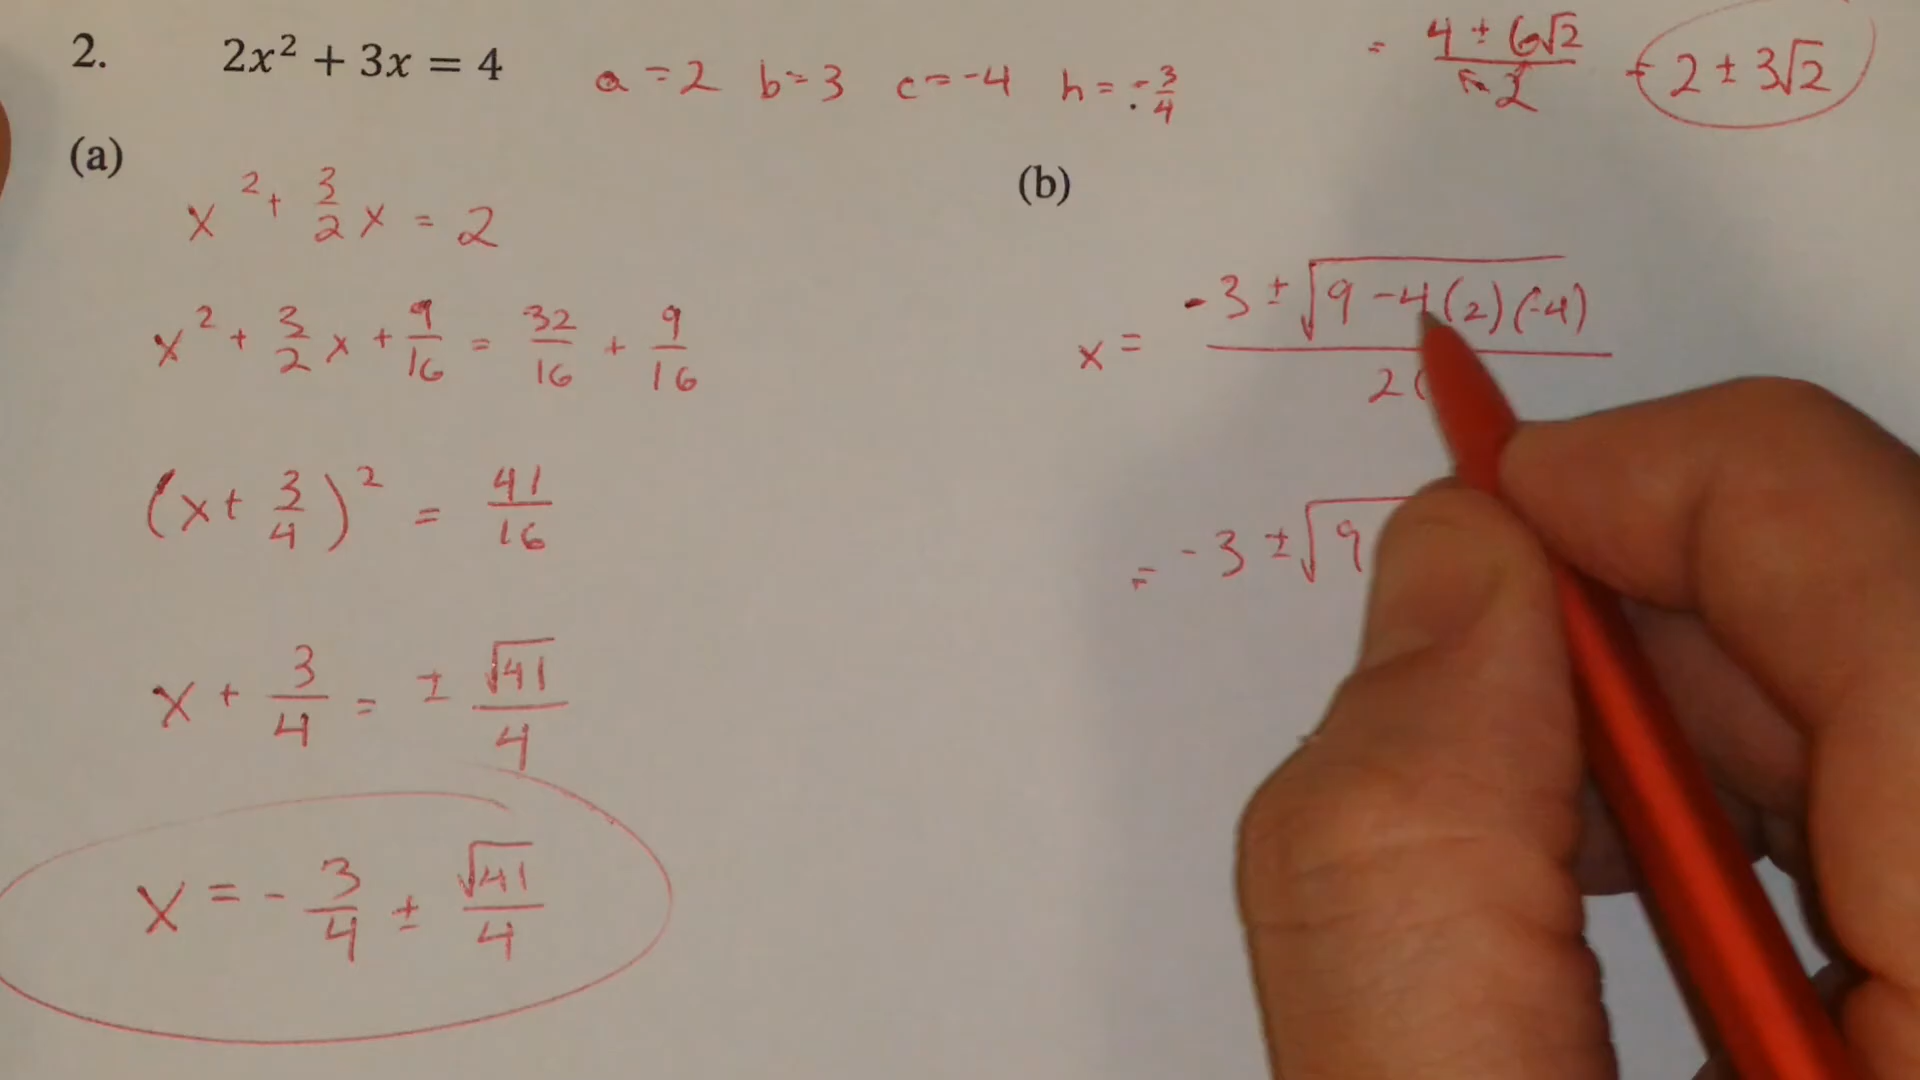 2. 2x² + 3x = 4 a = 2 b = 3 c = -4 h = -3/4
= (4 ± 6√2)/2 = 2 ± 3√2
(a)
x² + 3/2 x = 2
x² + 3/2 x + 9/16 = 32/16 + 9/16
(x + 3/4)² = 41/16
x + 3/4 = ± √41/4
x = -3/4 ± √41/4
(b)
x = (-3 ± √(9 - 4(2)(-4)))/2(
= -3 ± √9